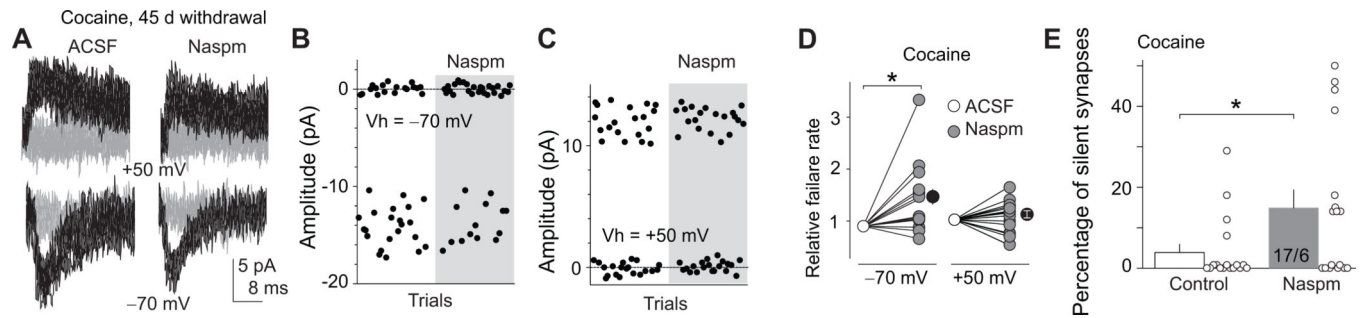 Cocaine, 45 d withdrawal
A
ACSF
Naspm
+50 mV
–70 mV
5 pA
8 ms
B
Naspm
Amplitude (pA)
0
-10
-20
Vh = –70 mV
Trials
C
Naspm
Amplitude (pA)
10
0
Vh = +50 mV
Trials
D
Cocaine
*
ACSF
Naspm
Relative failure rate
3
2
1
–70 mV
+50 mV
E
Cocaine
*
Percentage of silent synapses
40
20
0
17/6
Control
Naspm